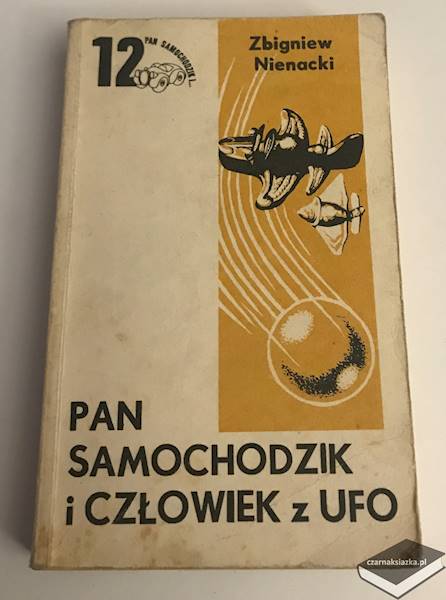 12
PAN SAMOCHODZIK I...
Zbigniew
Nienacki
PAN
SAMOCHODZIK
i CZŁOWIEK z UFO
czarnaksiazka.pl